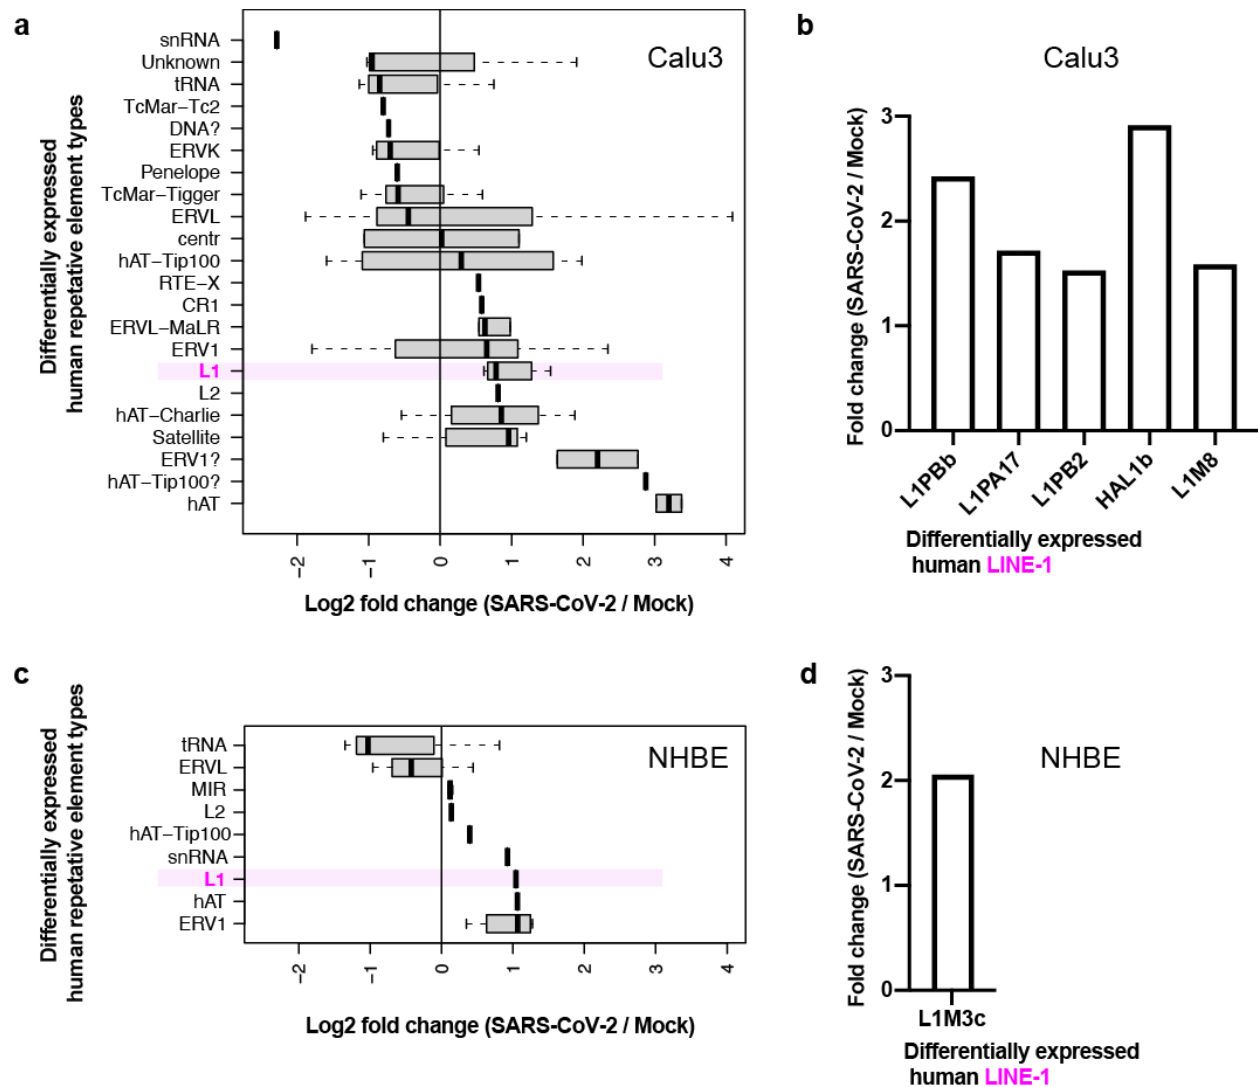 a
Calu3
Differentially expressed
human repetative element types
snRNA
Unknown
tRNA
TcMar−Tc2
DNA?
ERVK
Penelope
TcMar−Tigger
ERVL
centr
hAT−Tip100
RTE−X
CR1
ERVL−MaLR
ERV1
L1
L2
hAT−Charlie
Satellite
ERV1?
hAT−Tip100?
hAT
−2 −1 0 1 2 3 4
Log2 fold change (SARS-CoV-2 / Mock)
b
Calu3
Fold change (SARS-CoV-2 / Mock)
3
2
1
0
L1PBb L1PA17 L1PB2 HAL1b L1M8
Differentially expressed
human LINE-1
c
NHBE
Differentially expressed
human repetative element types
tRNA
ERVL
MIR
L2
hAT−Tip100
snRNA
L1
hAT
ERV1
−2 −1 0 1 2 3 4
Log2 fold change (SARS-CoV-2 / Mock)
d
NHBE
Fold change (SARS-CoV-2 / Mock)
3
2
1
0
L1M3c
Differentially expressed
human LINE-1